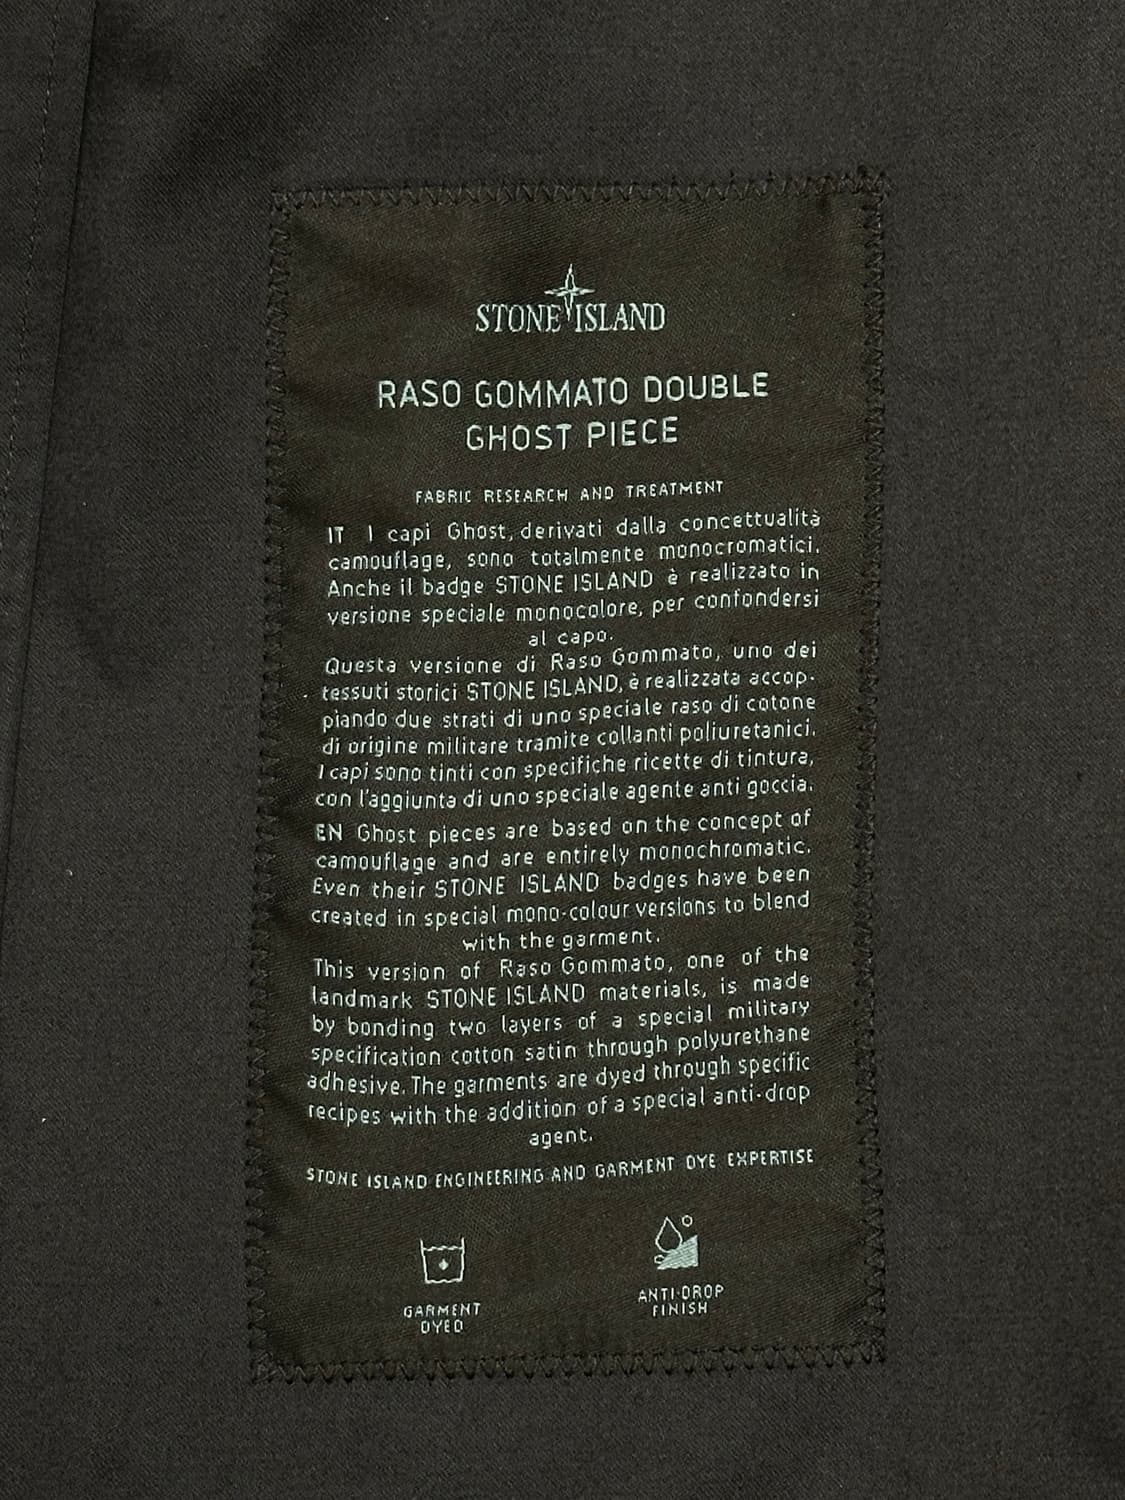 STONE ISLAND
RASO GOMMATO DOUBLE
GHOST PIECE
FABRIC RESEARCH AND TREATMENT
IT I capi Ghost, derivati dalla concettualità
camouflage, sono totalmente monocromatici.
Anche il badge STONE ISLAND è realizzato in
versione speciale monocolore, per confondersi
al capo.
Questa versione di Raso Gommato, uno dei
tessuti storici STONE ISLAND, è realizzata accop-
piando due strati di uno speciale raso di cotone
di origine militare tramite collanti poliuretanici.
I capi sono tinti con specifiche ricette di tintura,
con l'aggiunta di uno speciale agente anti goccia.
EN Ghost pieces are based on the concept of
camouflage and are entirely monochromatic.
Even their STONE ISLAND badges have been
created in special mono-colour versions to blend
with the garment.
This version of Raso Gommato, one of the
landmark STONE ISLAND materials, is made
by bonding two layers of a special military
specification cotton satin through polyurethane
adhesive. The garments are dyed through specific
recipes with the addition of a special anti-drop
agent.
STONE ISLAND ENGINEERING AND GARMENT DYE EXPERTISE
GARMENT
DYED
ANTI-DROP
FINISH